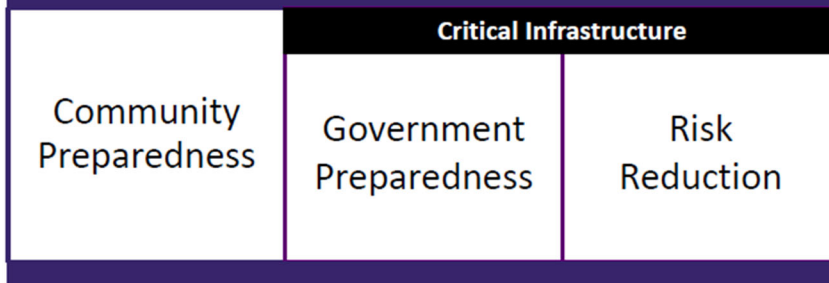 Critical Infrastructure
Community
Preparedness
Government
Preparedness
Risk
Reduction